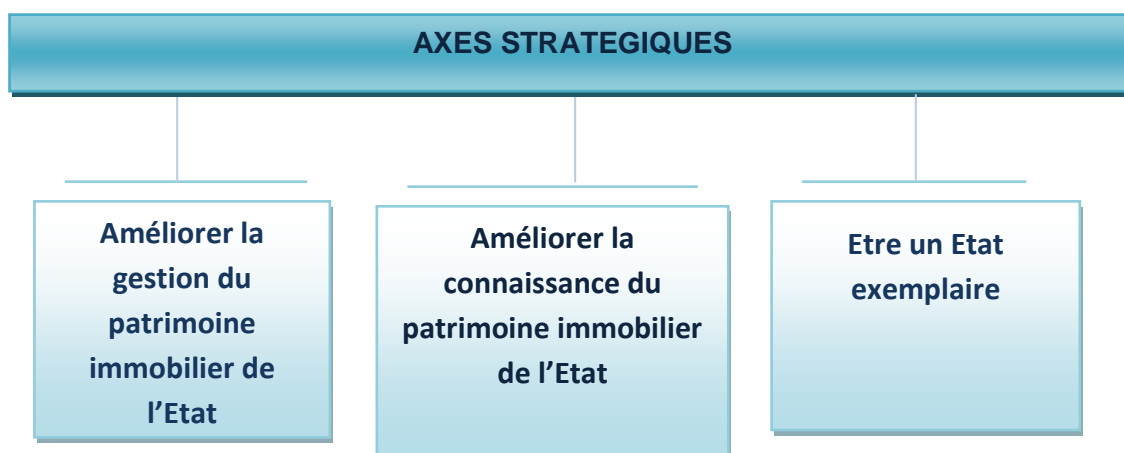 AXES STRATEGIQUES
Améliorer la
gestion du
patrimoine
immobilier de
l’Etat
Améliorer la
connaissance du
patrimoine immobilier
de l’Etat
Etre un Etat
exemplaire